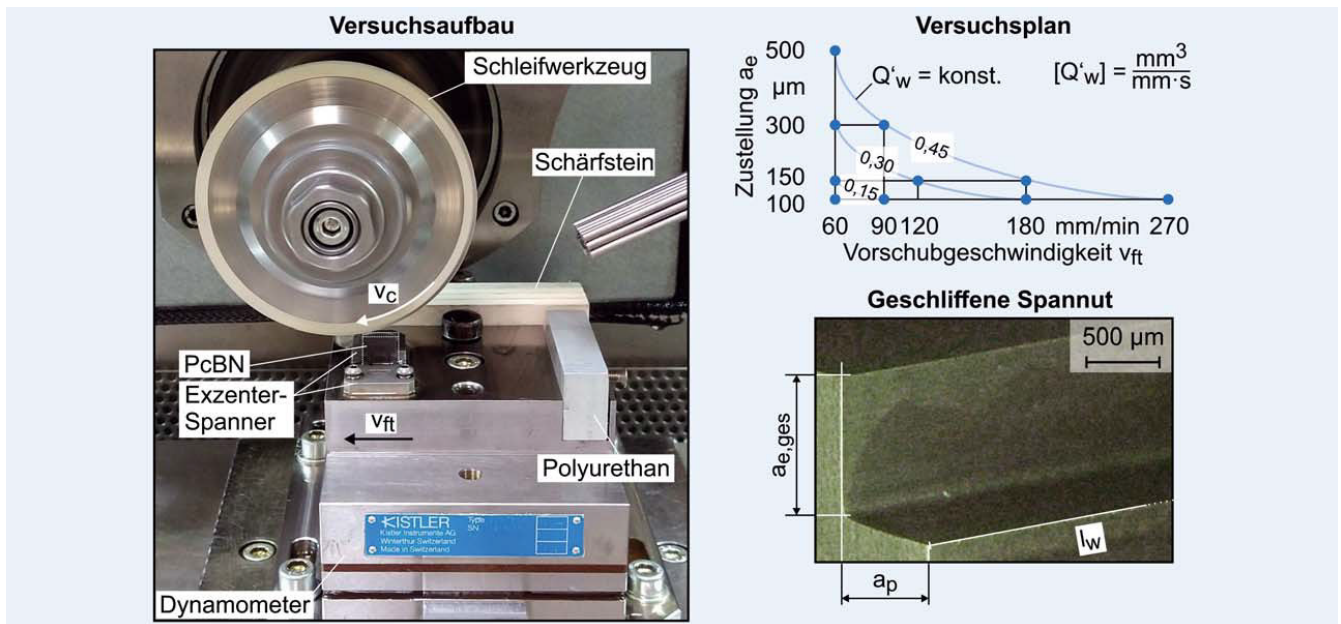 Versuchsaufbau
Schleifwerkzeug
Schärfstein
vc
PcBN
Exzenter-
Spanner
vft
Polyurethan
KISTLER
Type
SN
Kistler Instrumente AG
Winterthur Switzerland
Made in Switzerland
Dynamometer
Versuchsplan
Zustellung ae
500
µm
300
150
100
Q'w = konst.
[Q'w] = mm³/mm·s
0,45
0,30
0,15
60 90 120 180 mm/min 270
Vorschubgeschwindigkeit vft
Geschliffene Spannut
500 µm
ae,ges
lw
ap